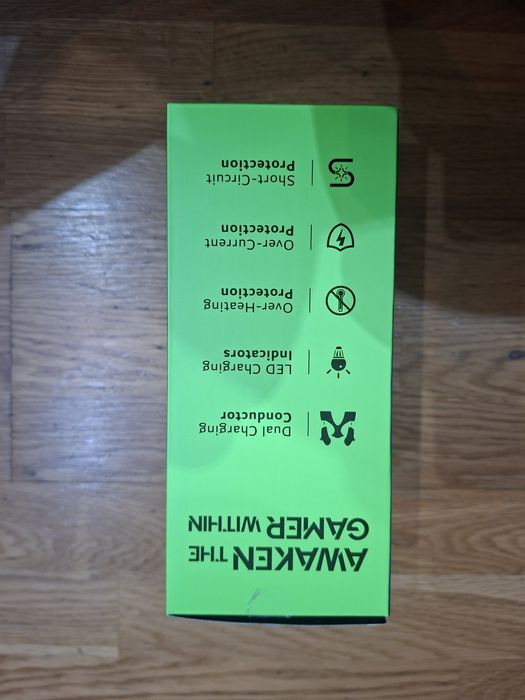 AWAKEN THE
GAMER WITHIN
Dual Charging
Conductor
LED Charging
Indicators
Over-Heating
Protection
Over-Current
Protection
Short-Circuit
Protection